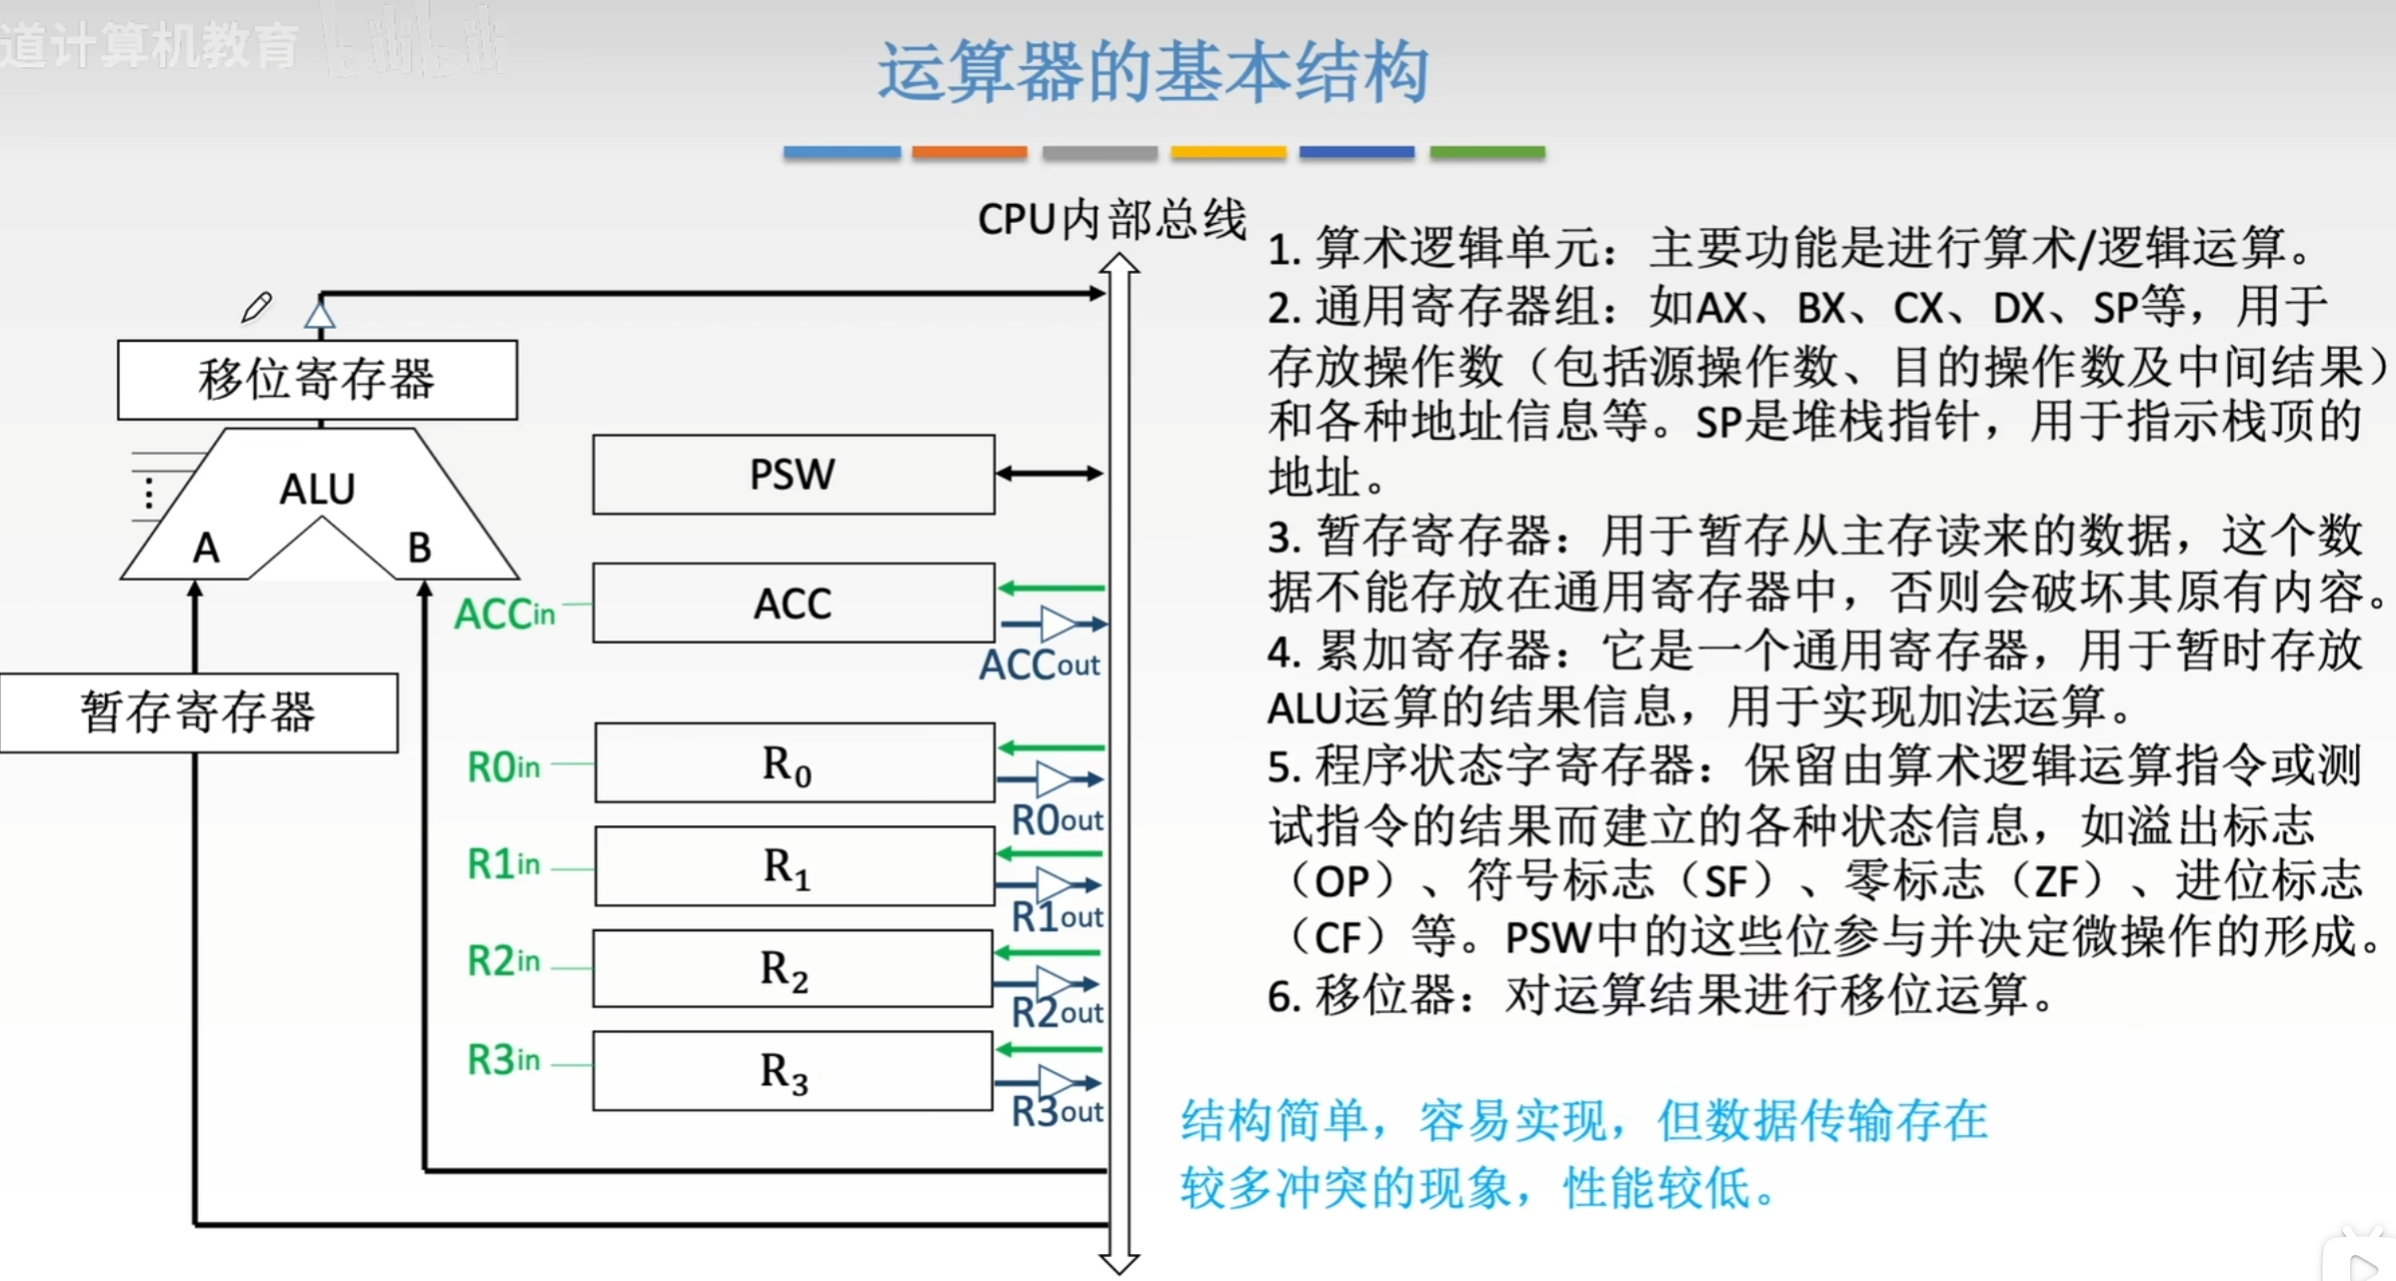 道计算机教育 bilibili
运算器的基本结构
CPU内部总线
移位寄存器
ALU
A
B
暂存寄存器
PSW
ACCin
ACC
ACCout
R0in
R0
R0out
R1in
R1
R1out
R2in
R2
R2out
R3in
R3
R3out
1. 算术逻辑单元：主要功能是进行算术/逻辑运算。
2. 通用寄存器组：如AX、BX、CX、DX、SP等，用于
存放操作数（包括源操作数、目的操作数及中间结果）
和各种地址信息等。SP是堆栈指针，用于指示栈顶的
地址。
3. 暂存寄存器：用于暂存从主存读来的数据，这个数
据不能存放在通用寄存器中，否则会破坏其原有内容。
4. 累加寄存器：它是一个通用寄存器，用于暂时存放
ALU运算的结果信息，用于实现加法运算。
5. 程序状态字寄存器：保留由算术逻辑运算指令或测
试指令的结果而建立的各种状态信息，如溢出标志
（OP）、符号标志（SF）、零标志（ZF）、进位标志
（CF）等。PSW中的这些位参与并决定微操作的形成。
6. 移位器：对运算结果进行移位运算。
结构简单，容易实现，但数据传输存在
较多冲突的现象，性能较低。